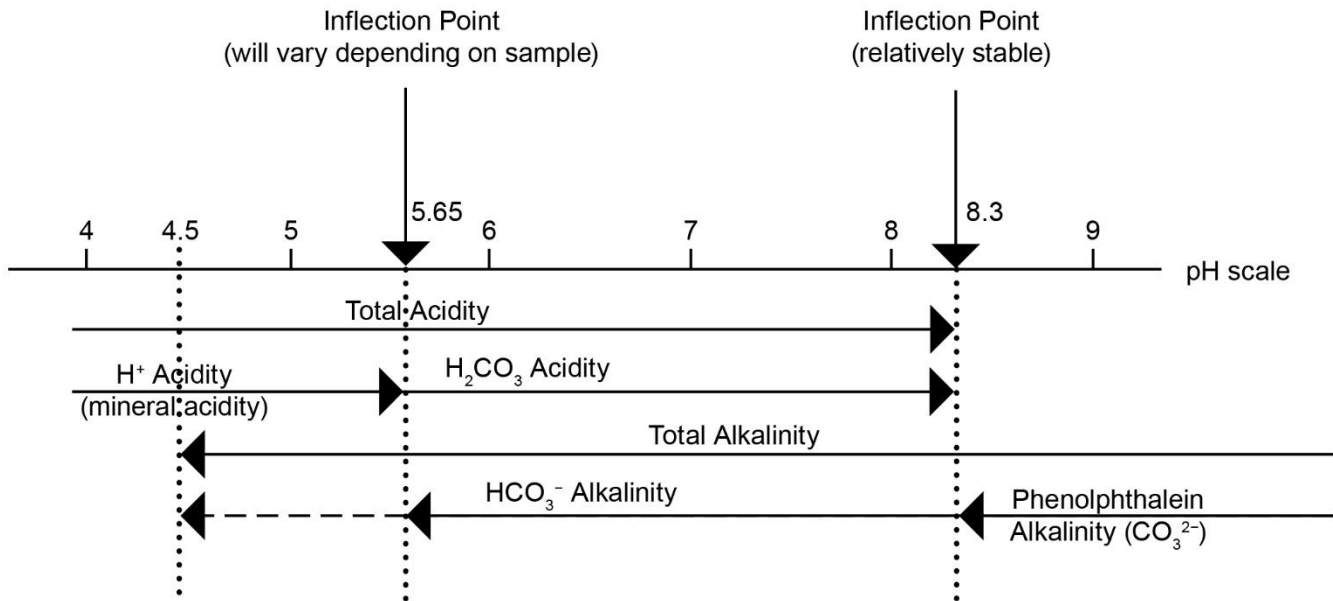 Inflection Point
(will vary depending on sample)
Inflection Point
(relatively stable)
4 4.5 5 5.65 6 7 8 8.3 9
pH scale
Total Acidity
H⁺ Acidity
(mineral acidity)
H₂CO₃ Acidity
Total Alkalinity
HCO₃⁻ Alkalinity
Phenolphthalein
Alkalinity (CO₃²⁻)